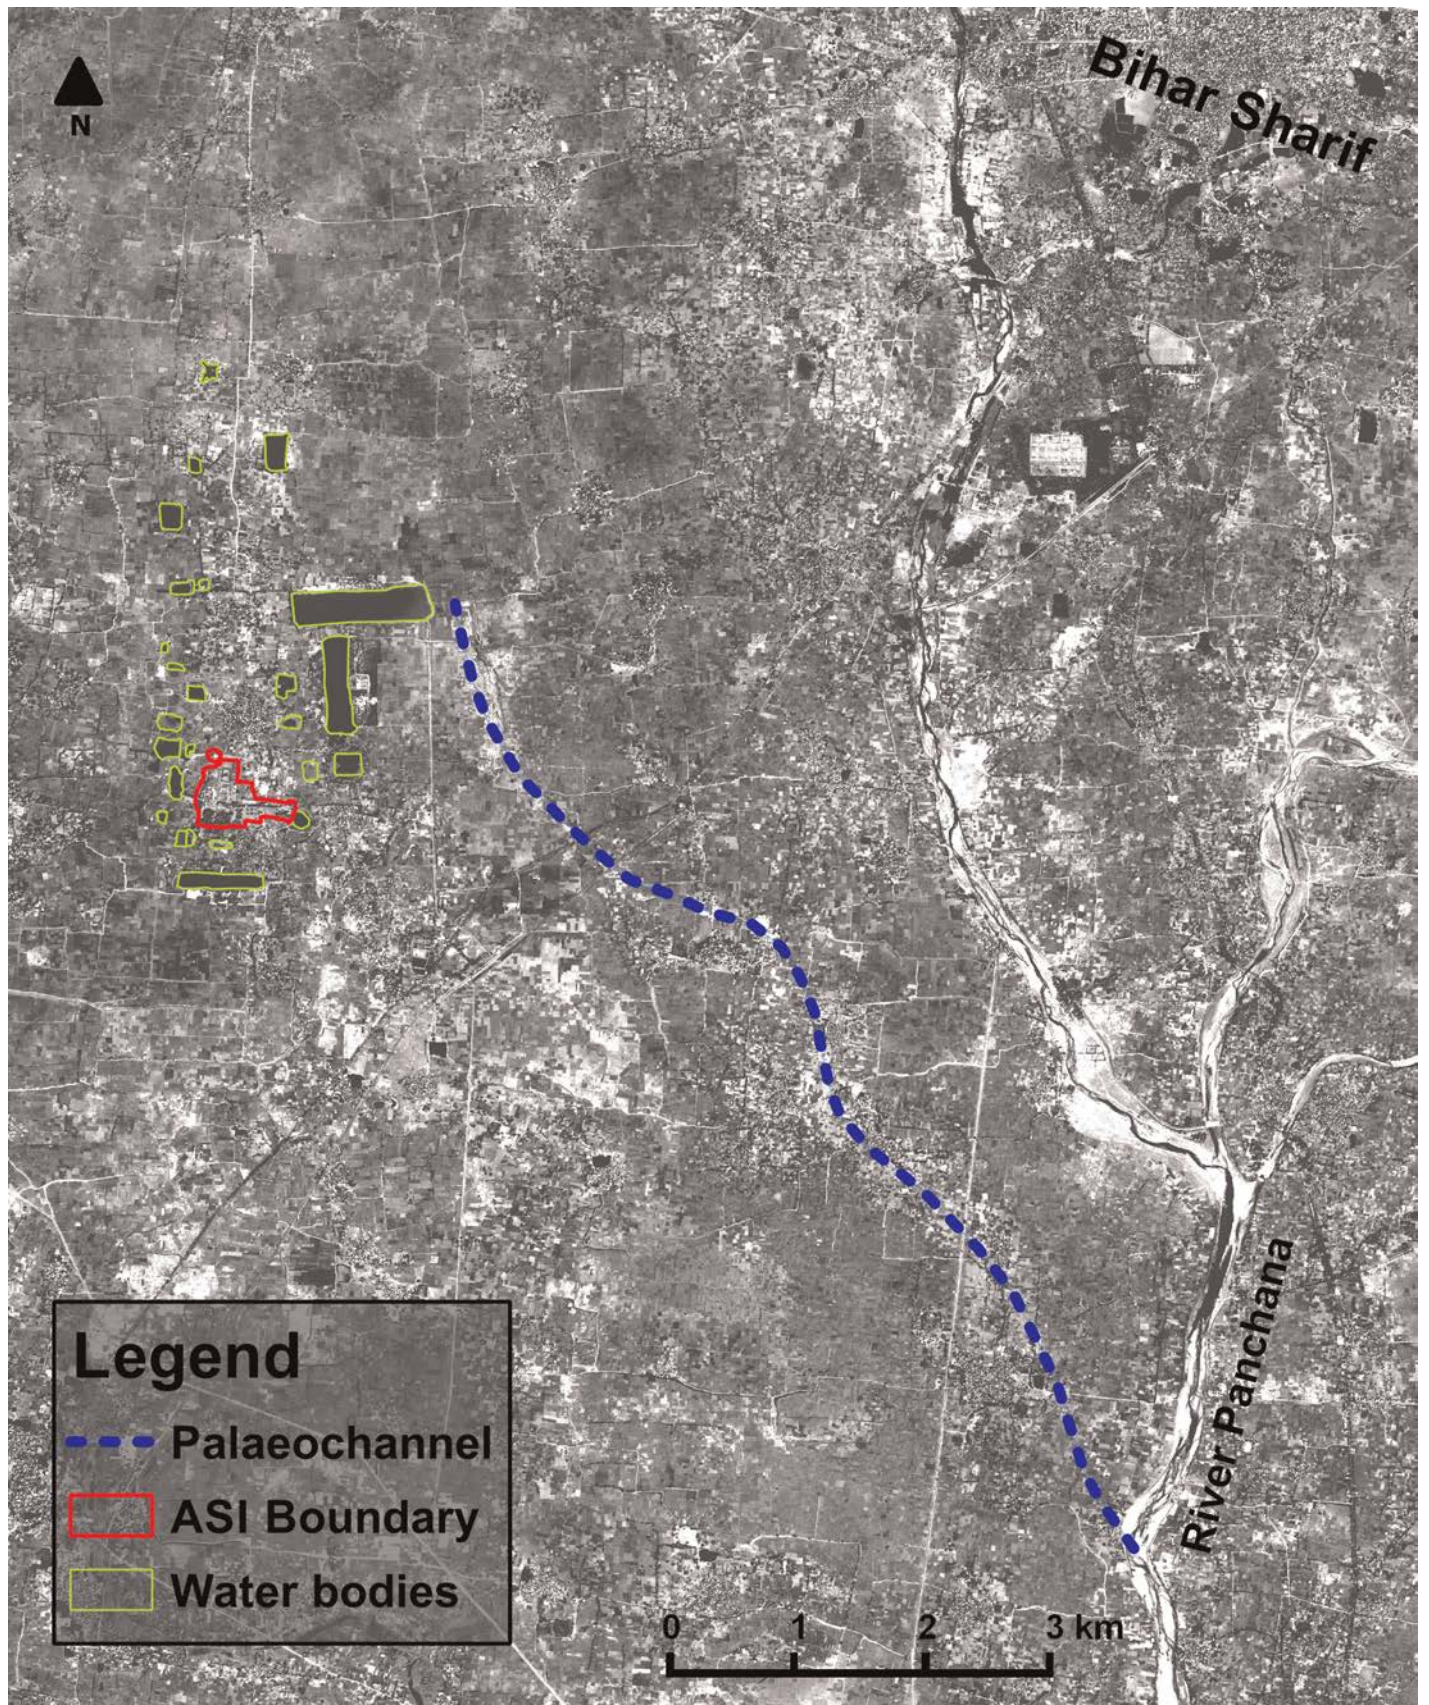 Bihar Sharif
N
River Panchana
Legend
Palaeochannel
ASI Boundary
Water bodies
0 1 2 3 km